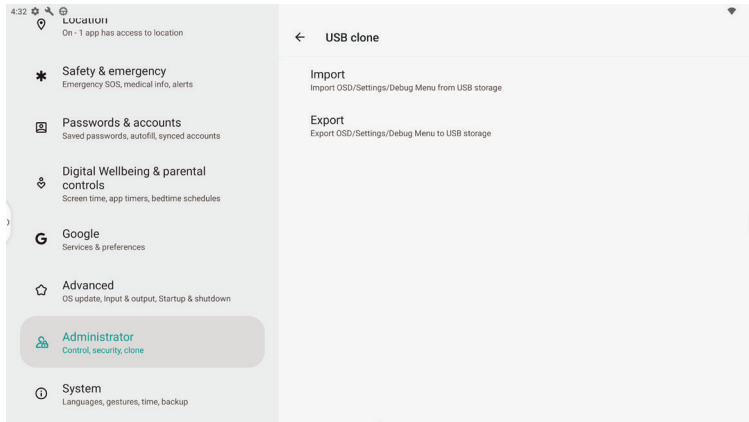 4:32
Location
On - 1 app has access to location
Safety & emergency
Emergency SOS, medical info, alerts
Passwords & accounts
Saved passwords, autofill, synced accounts
Digital Wellbeing & parental
controls
Screen time, app timers, bedtime schedules
Google
Services & preferences
Advanced
OS update, Input & output, Startup & shutdown
Administrator
Control, security, clone
System
Languages, gestures, time, backup
USB clone
Import
Import OSD/Settings/Debug Menu from USB storage
Export
Export OSD/Settings/Debug Menu to USB storage